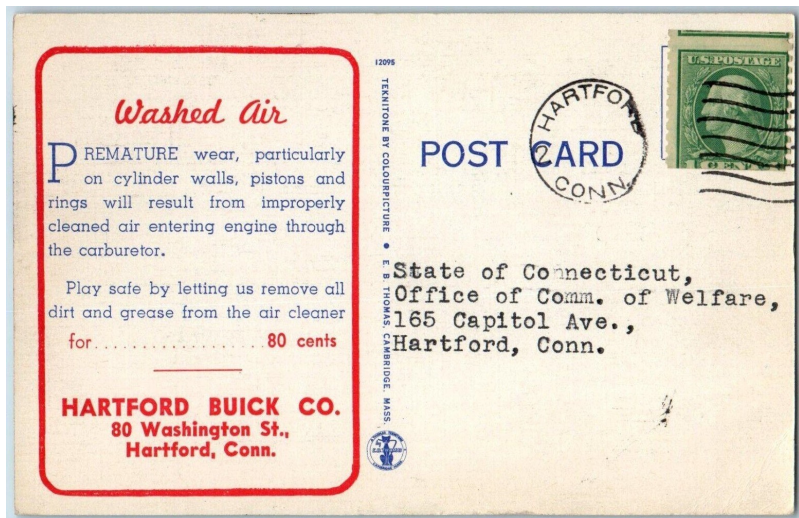 Washed Air
PREMATURE wear, particularly
on cylinder walls, pistons and
rings will result from improperly
cleaned air entering engine through
the carburetor.
Play safe by letting us remove all
dirt and grease from the air cleaner
for..................80 cents
HARTFORD BUICK CO.
80 Washington St.,
Hartford, Conn.
12095
TEKNITONE BY COLOURPICTURE ● E. B. THOMAS, CAMBRIDGE, MASS.
POST CARD
HARTFORD
2
CONN.
U.S. POSTAGE
State of Connecticut,
Office of Comm. of Welfare,
165 Capitol Ave.,
Hartford, Conn.